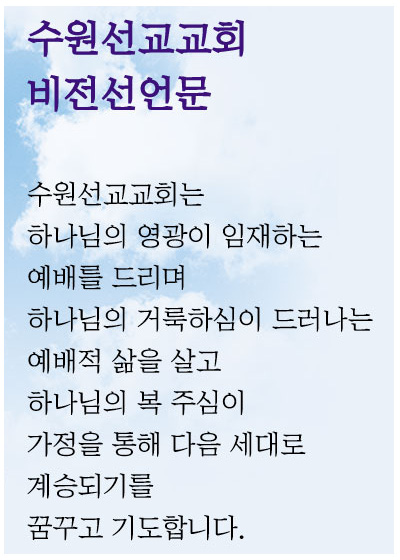 수원선교교회
비전선언문
수원선교교회는
하나님의 영광이 임재하는
예배를 드리며
하나님의 거룩하심이 드러나는
예배적 삶을 살고
하나님의 복 주심이
가정을 통해 다음 세대로
계승되기를
꿈꾸고 기도합니다.